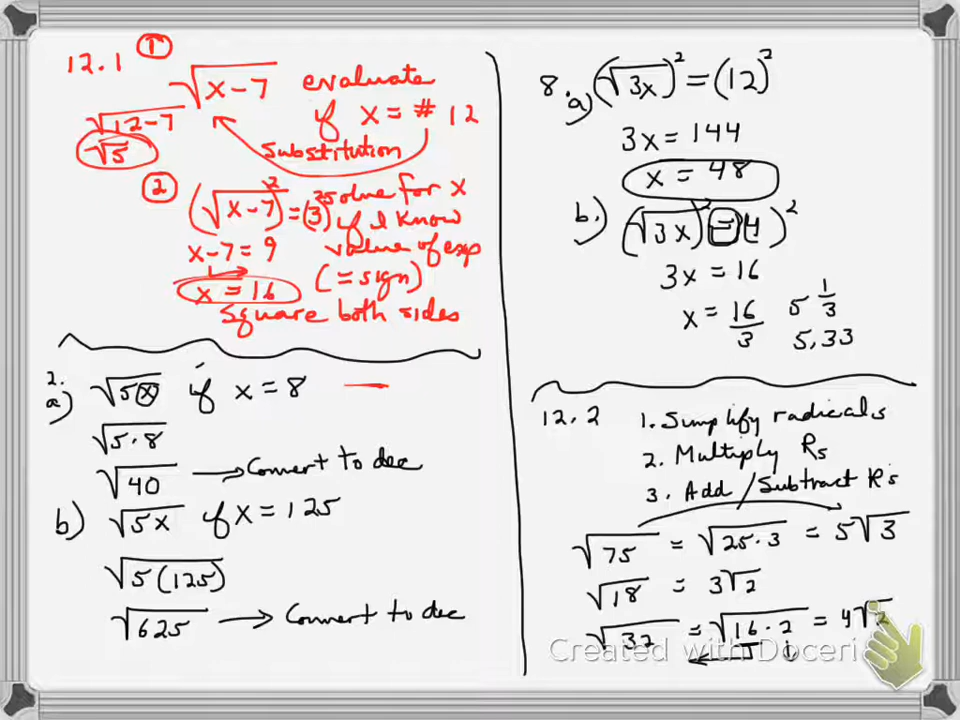 12.1 ①
√x-7 evaluate
if x = # 12
√12-7
√5
Substitution
② (√x-7)² = (3)² solve for x
if I know
x-7 = 9 value of exp
(= sign)
x = 16
Square both sides
2.
a) √5x if x = 8
√5·8
√40 → Convert to dec
b) √5x if x = 125
√5(125)
√625 → Convert to dec
8. a) (√3x)² = (12)²
3x = 144
x = 48
b.) (√3x)² = (4)²
3x = 16
x = 16/3 5 1/3
5.33
12.2 1. Simplify radicals
2. Multiply Rs
3. Add/Subtract R's
√75 = √25·3 = 5√3
√18 = 3√2
√32 = √16·2 = 4√2
Created with Doceri